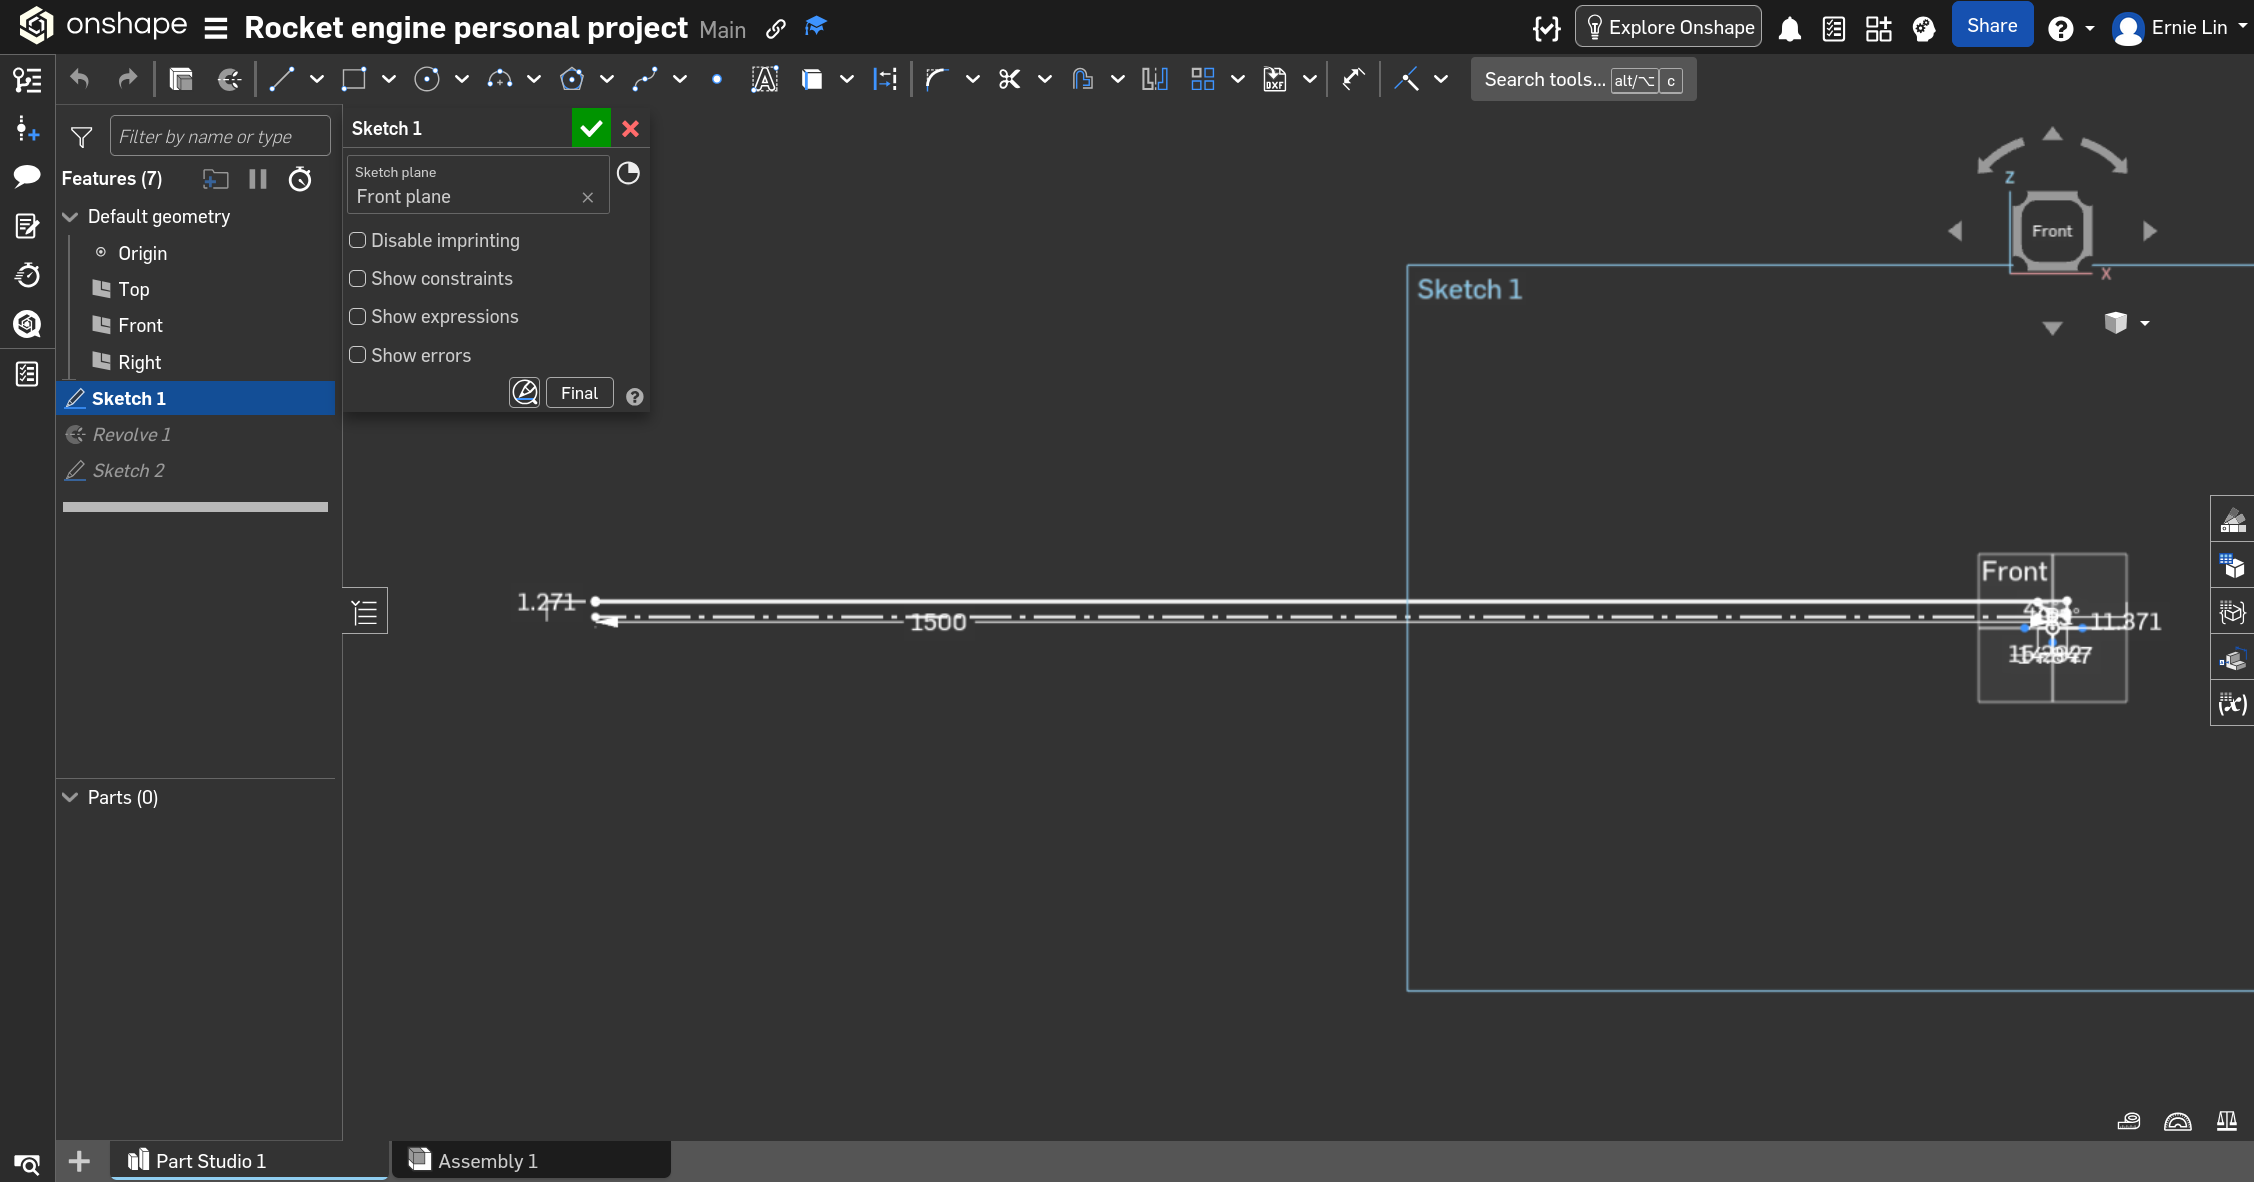 onshape
Rocket engine personal project Main
Explore Onshape
Share
Ernie Lin
Search tools... alt/⌥ c
Filter by name or type
Features (7)
Default geometry
Origin
Top
Front
Right
Sketch 1
Revolve 1
Sketch 2
Parts (0)
Sketch 1
Sketch plane
Front plane
Disable imprinting
Show constraints
Show expressions
Show errors
Final
Sketch 1
Z
Front
X
Front
1.271
1500
11.371
Part Studio 1
Assembly 1